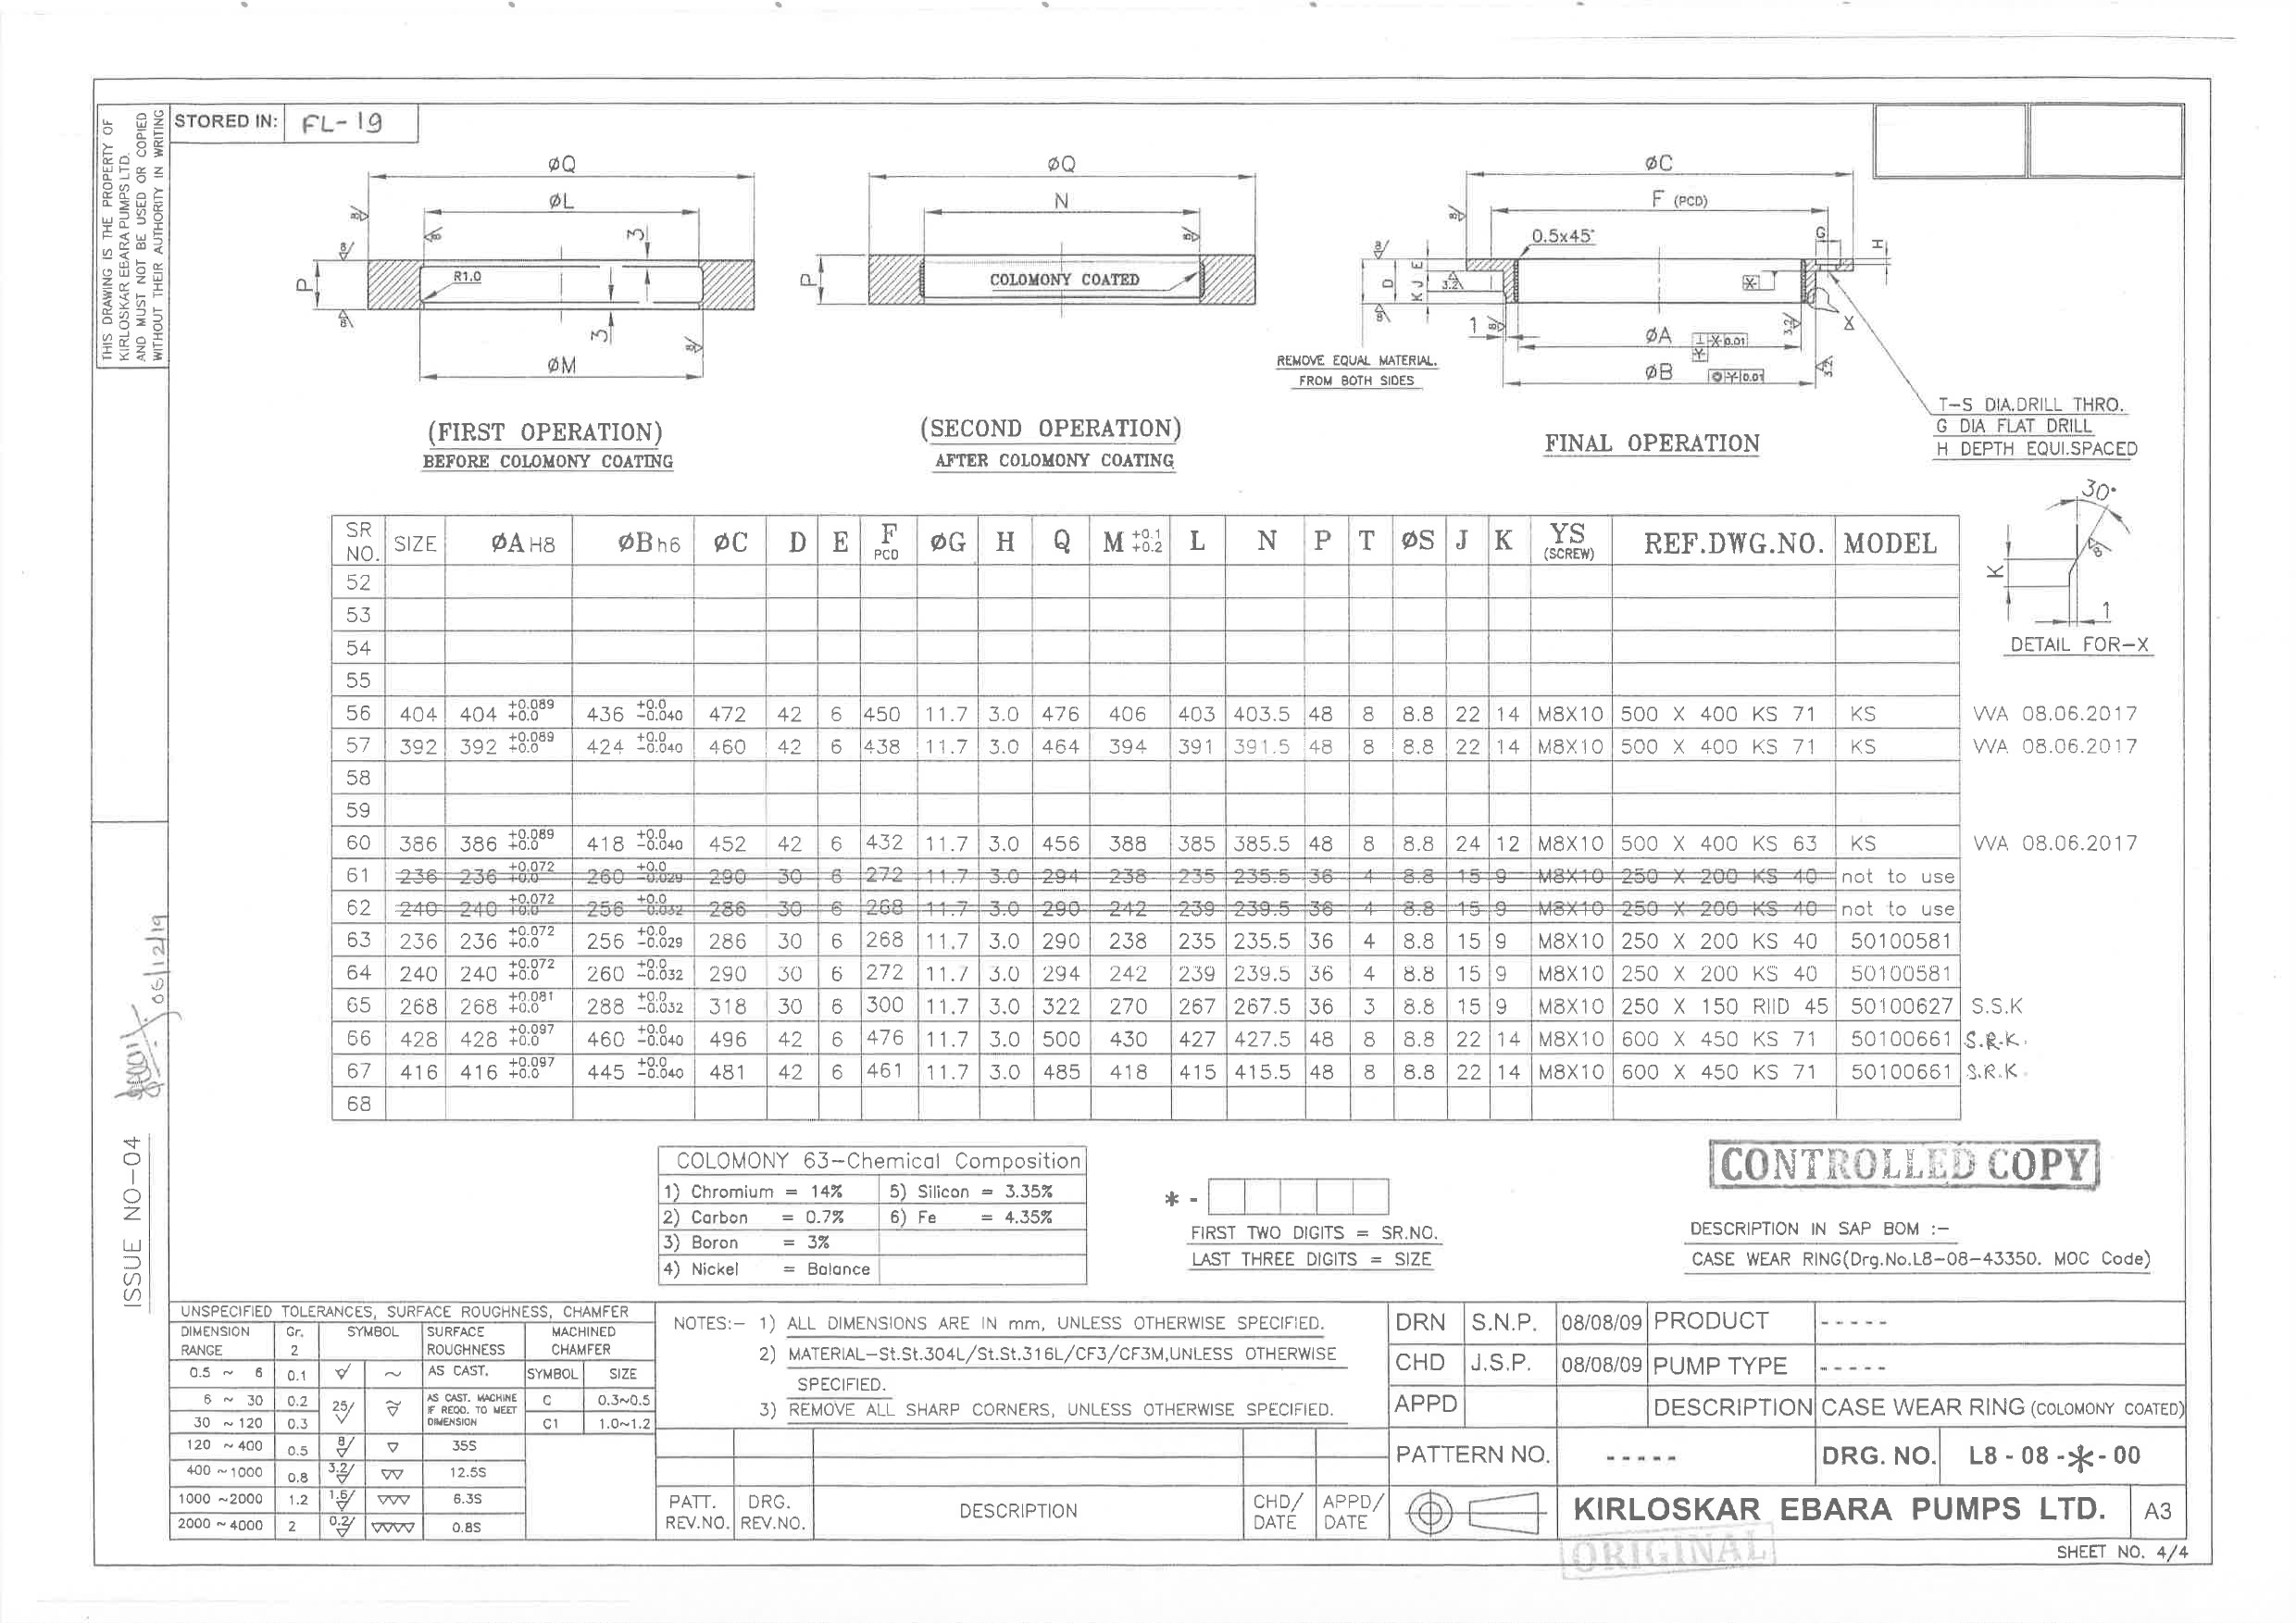 THIS DRAWING IS THE PROPERTY OF
KIRLOSKAR EBARA PUMPS LTD.
AND MUST NOT BE USED OR COPIED
WITHOUT THEIR AUTHORITY IN WRITING
STORED IN: FL-19
ØQ
ØL
8/
3
R1.0
P
3
ØM
(FIRST OPERATION)
BEFORE COLOMONY COATING
ØQ
N
P
COLOMONY COATED
(SECOND OPERATION)
AFTER COLOMONY COATING
ØC
F (PCD)
0.5x45°
G
H
D
E
J
K
3.2
1
X
ØA ⊥ X 0.01
Y
ØB ◎ Y 0.01
3.2
REMOVE EQUAL MATERIAL.
FROM BOTH SIDES
FINAL OPERATION
T-S DIA.DRILL THRO.
G DIA FLAT DRILL
H DEPTH EQUI.SPACED
30°
K
1
DETAIL FOR-X
SR NO. SIZE ØA H8 ØB h6 ØC D E F PCD ØG H Q M +0.1 +0.2 L N P T ØS J K YS (SCREW) REF.DWG.NO. MODEL
52
53
54
55
56 404 404 +0.089 +0.0 436 +0.0 -0.040 472 42 6 450 11.7 3.0 476 406 403 403.5 48 8 8.8 22 14 M8X10 500 X 400 KS 71 KS WA 08.06.2017
57 392 392 +0.089 +0.0 424 +0.0 -0.040 460 42 6 438 11.7 3.0 464 394 391 391.5 48 8 8.8 22 14 M8X10 500 X 400 KS 71 KS WA 08.06.2017
58
59
60 386 386 +0.089 +0.0 418 +0.0 -0.040 452 42 6 432 11.7 3.0 456 388 385 385.5 48 8 8.8 24 12 M8X10 500 X 400 KS 63 KS WA 08.06.2017
61 236 236 +0.072 +0.0 260 +0.0 -0.029 290 30 6 272 11.7 3.0 294 238 235 235.5 36 4 8.8 15 9 M8X10 250 X 200 KS 40 not to use
62 240 240 +0.072 +0.0 256 +0.0 -0.032 286 30 6 268 11.7 3.0 290 242 239 239.5 36 4 8.8 15 9 M8X10 250 X 200 KS 40 not to use
63 236 236 +0.072 +0.0 256 +0.0 -0.029 286 30 6 268 11.7 3.0 290 238 235 235.5 36 4 8.8 15 9 M8X10 250 X 200 KS 40 50100581
64 240 240 +0.072 +0.0 260 +0.0 -0.032 290 30 6 272 11.7 3.0 294 242 239 239.5 36 4 8.8 15 9 M8X10 250 X 200 KS 40 50100581
65 268 268 +0.081 +0.0 288 +0.0 -0.032 318 30 6 300 11.7 3.0 322 270 267 267.5 36 3 8.8 15 9 M8X10 250 X 150 RIID 45 50100627 S.S.K
66 428 428 +0.097 +0.0 460 +0.0 -0.040 496 42 6 476 11.7 3.0 500 430 427 427.5 48 8 8.8 22 14 M8X10 600 X 450 KS 71 50100661 S.R.K.
67 416 416 +0.097 +0.0 445 +0.0 -0.040 481 42 6 461 11.7 3.0 485 418 415 415.5 48 8 8.8 22 14 M8X10 600 X 450 KS 71 50100661 S.R.K.
68
06/12/19
ISSUE NO-04
COLOMONY 63-Chemical Composition
1) Chromium = 14% 5) Silicon = 3.35%
2) Carbon = 0.7% 6) Fe = 4.35%
3) Boron = 3%
4) Nickel = Balance
* -
FIRST TWO DIGITS = SR.NO.
LAST THREE DIGITS = SIZE
CONTROLLED COPY
DESCRIPTION IN SAP BOM :-
CASE WEAR RING(Drg.No.L8-08-43350. MOC Code)
UNSPECIFIED TOLERANCES, SURFACE ROUGHNESS, CHAMFER
DIMENSION RANGE Gr. 2 SYMBOL SURFACE ROUGHNESS MACHINED CHAMFER
0.5 ~ 6 0.1 ~ AS CAST. SYMBOL SIZE
6 ~ 30 0.2 25/ AS CAST. MACHINE IF REQD. TO MEET DIMENSION C 0.3~0.5
30 ~ 120 0.3 C1 1.0~1.2
120 ~ 400 0.5 8/ ▽ 35S
400 ~ 1000 0.8 3.2/ ▽▽ 12.5S
1000 ~2000 1.2 1.6/ ▽▽▽ 6.3S
2000 ~ 4000 2 0.2/ ▽▽▽▽ 0.8S
NOTES:- 1) ALL DIMENSIONS ARE IN mm, UNLESS OTHERWISE SPECIFIED.
2) MATERIAL-St.St.304L/St.St.316L/CF3/CF3M,UNLESS OTHERWISE
SPECIFIED.
3) REMOVE ALL SHARP CORNERS, UNLESS OTHERWISE SPECIFIED.
PATT. REV.NO. DRG. REV.NO. DESCRIPTION CHD/ DATE APPD/ DATE
DRN S.N.P. 08/08/09 PRODUCT -----
CHD J.S.P. 08/08/09 PUMP TYPE -----
APPD DESCRIPTION CASE WEAR RING (COLOMONY COATED)
PATTERN NO. ----- DRG. NO. L8 - 08 -*- 00
KIRLOSKAR EBARA PUMPS LTD. A3
ORIGINAL
SHEET NO. 4/4